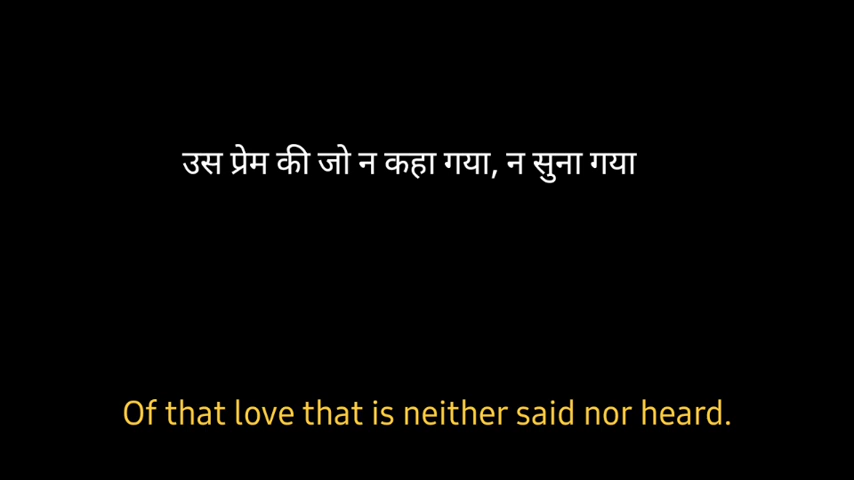 उस प्रेम की जो न कहा गया, न सुना गया
Of that love that is neither said nor heard.